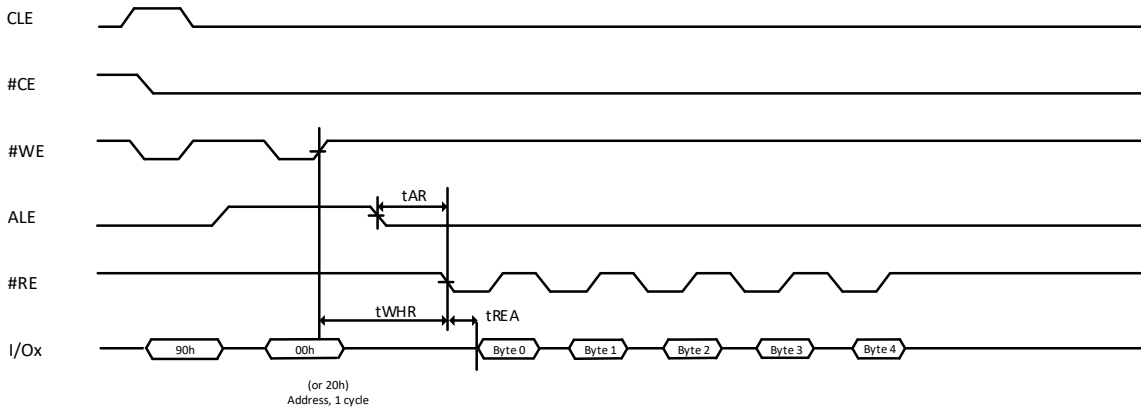 CLE
#CE
#WE
tAR
ALE
#RE
tWHR tREA
I/Ox 90h 00h Byte 0 Byte 1 Byte 2 Byte 3 Byte 4
(or 20h)
Address, 1 cycle